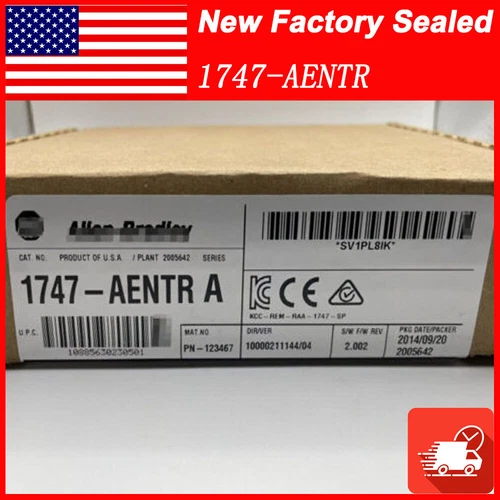 New Factory Sealed
1747-AENTR
Allen-Bradley
*SV1PL8IK*
CAT. NO. PRODUCT OF U.S.A. / PLANT 2005642 SERIES
1747-AENTR A
KCC-REM-RAA-1747-SP
U.P.C.
10885630230501
MAT.NO
PN-123467
DIR/VER
10000211144/04
S/W F/W REV
2.002
PKG DATE/PACKER
2014/09/20
2005642